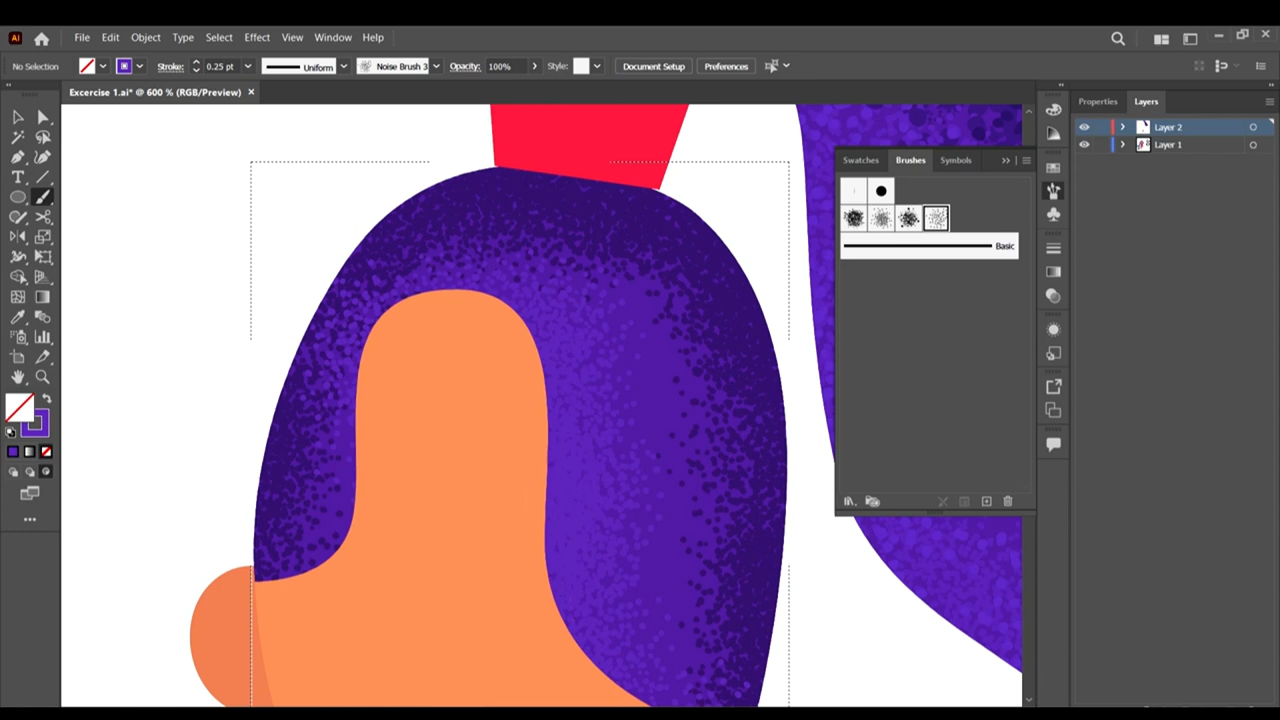 Ai File Edit Object Type Select Effect View Window Help
No Selection Stroke: 0.25 pt Uniform Noise Brush 3 Opacity: 100% Style: Document Setup Preferences
Excercise 1.ai* @ 600 % (RGB/Preview) ×
Properties Layers
Layer 2
Layer 1
Swatches Brushes Symbols
Basic